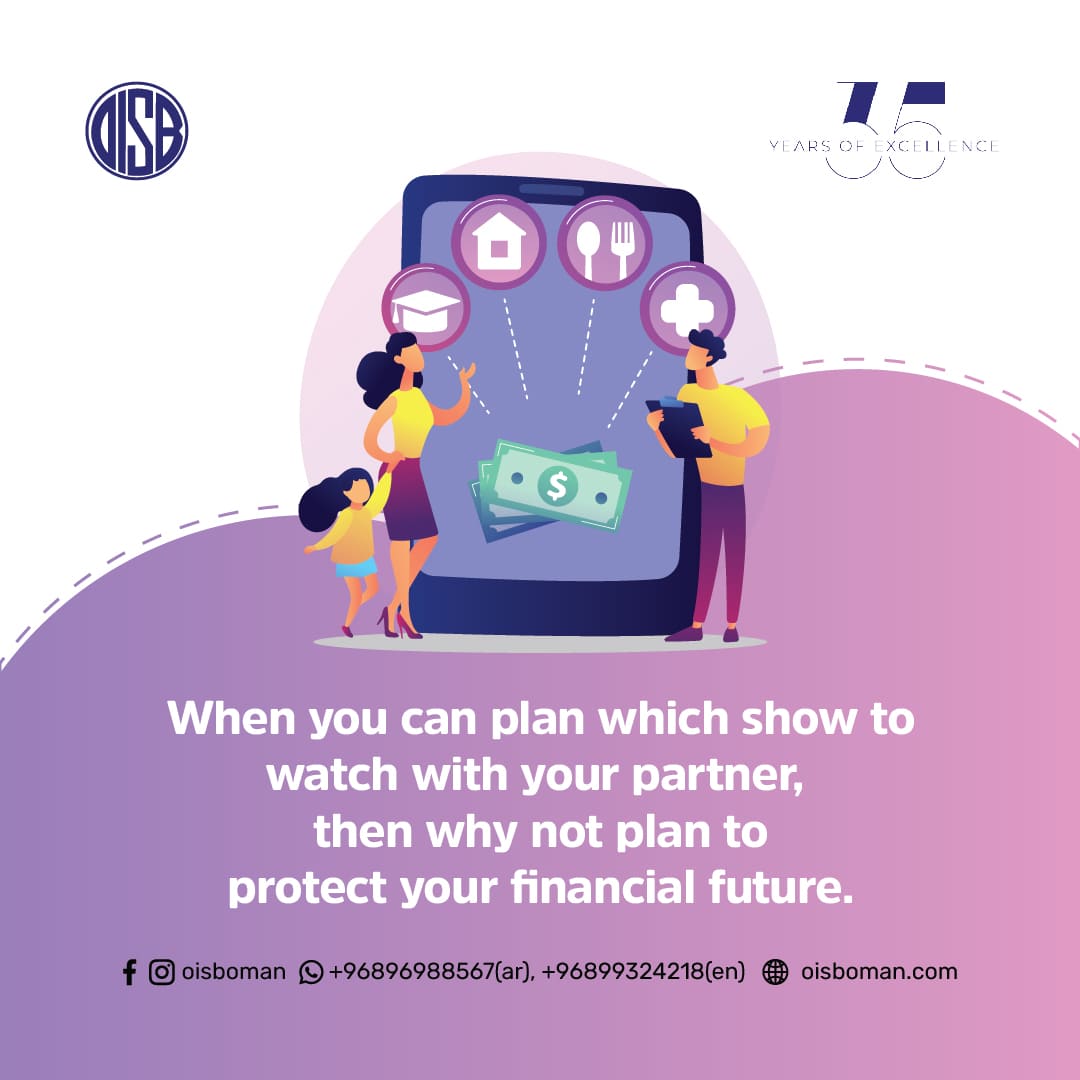 OISB
35
YEARS OF EXCELLENCE
$
When you can plan which show to
watch with your partner,
then why not plan to
protect your financial future.
oisboman +96896988567(ar), +96899324218(en) oisboman.com